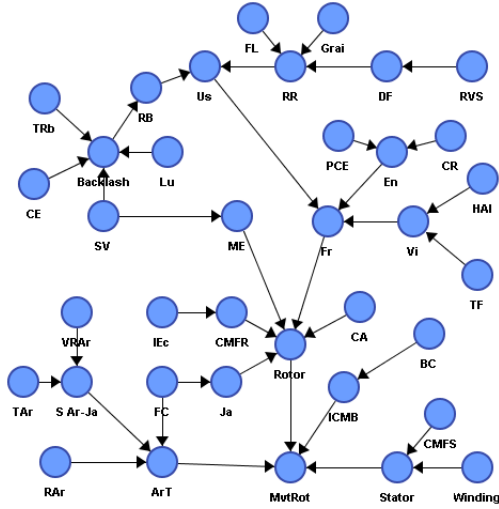 FL
Grai
Us
RR
DF
RVS
RB
TRb
PCE
En
CR
Backlash
Lu
HAI
CE
SV
ME
Fr
Vi
TF
VRAr
IEc
CMFR
CA
Rotor
BC
TAr
S Ar-Ja
FC
Ja
ICMB
CMFS
RAr
ArT
MvtRot
Stator
Winding